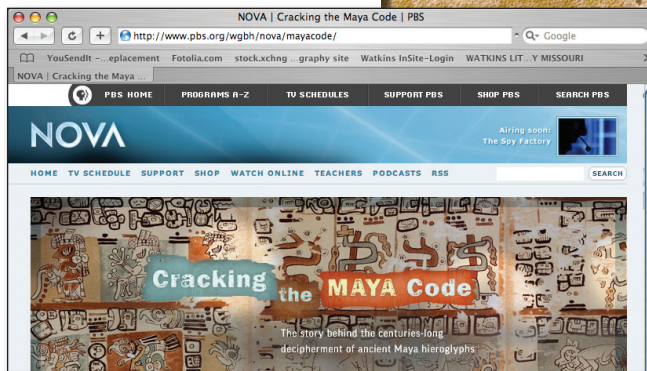 NOVA | Cracking the Maya Code | PBS
http://www.pbs.org/wgbh/nova/mayacode/
Google
YouSendIt -...eplacement Fotolia.com stock.xchng ...graphy site Watkins InSite-Login WATKINS LIT...Y MISSOURI
NOVA | Cracking the Maya ...
PBS HOME PROGRAMS A-Z TV SCHEDULES SUPPORT PBS SHOP PBS SEARCH PBS
NOVA
Airing soon:
The Spy Factory
HOME TV SCHEDULE SUPPORT SHOP WATCH ONLINE TEACHERS PODCASTS RSS SEARCH
Cracking the MAYA Code
The story behind the centuries-long
decipherment of ancient Maya hieroglyphs